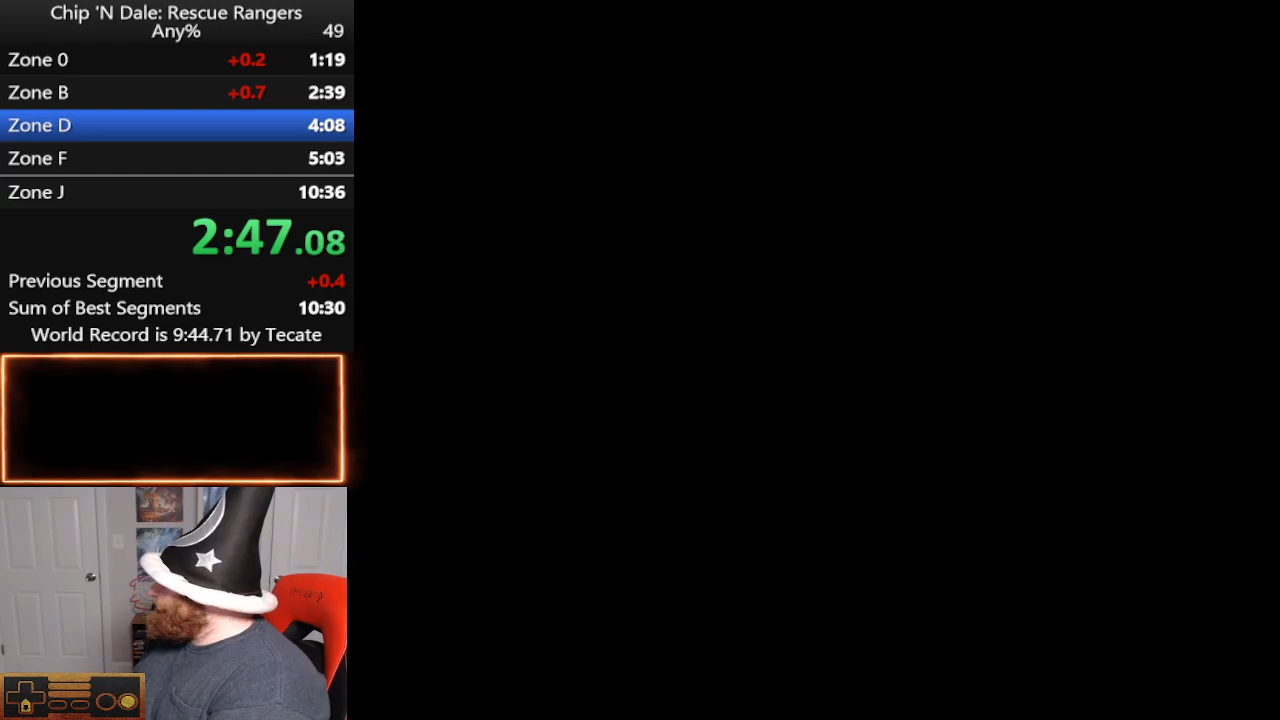 Chip 'N Dale: Rescue Rangers
Any% 49
Zone 0 +0.2 1:19
Zone B +0.7 2:39
Zone D 4:08
Zone F 5:03
Zone J 10:36
2:47.08
Previous Segment +0.4
Sum of Best Segments 10:30
World Record is 9:44.71 by Tecate